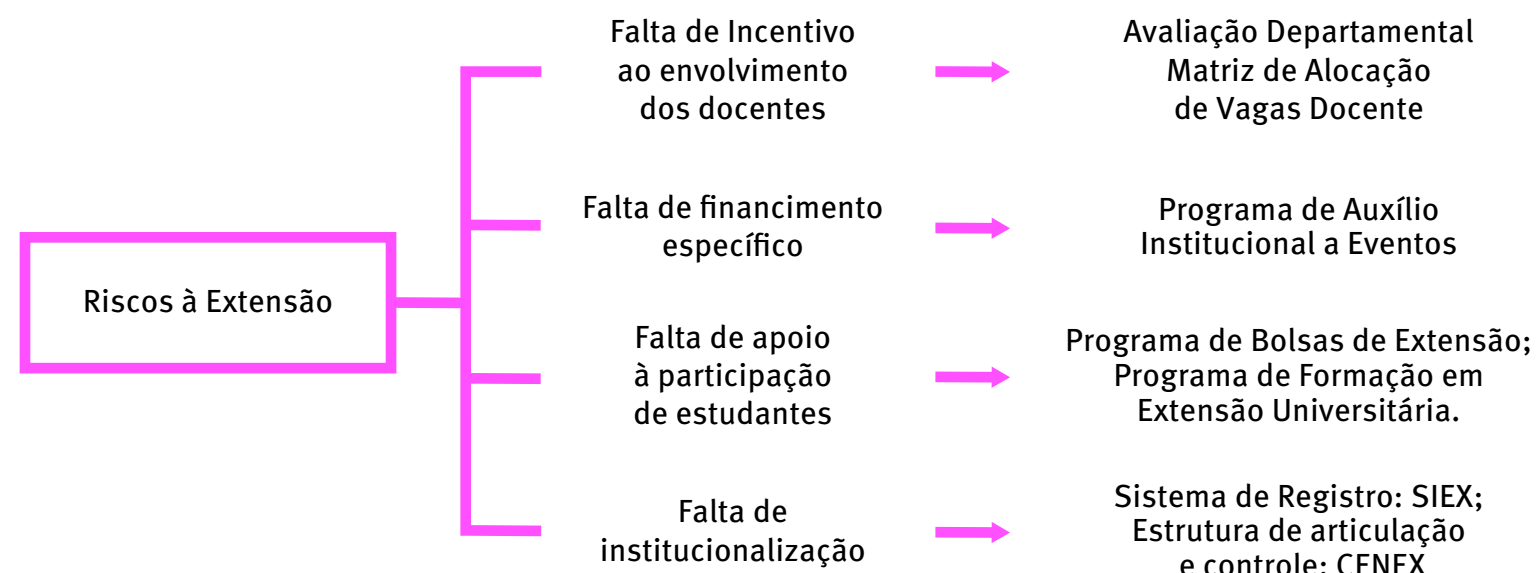 Riscos à Extensão
Falta de Incentivo
ao envolvimento
dos docentes
Avaliação Departamental
Matriz de Alocação
de Vagas Docente
Falta de financimento
específico
Programa de Auxílio
Institucional a Eventos
Falta de apoio
à participação
de estudantes
Programa de Bolsas de Extensão;
Programa de Formação em
Extensão Universitária.
Falta de
institucionalização
Sistema de Registro: SIEX;
Estrutura de articulação
e controle: CENEX